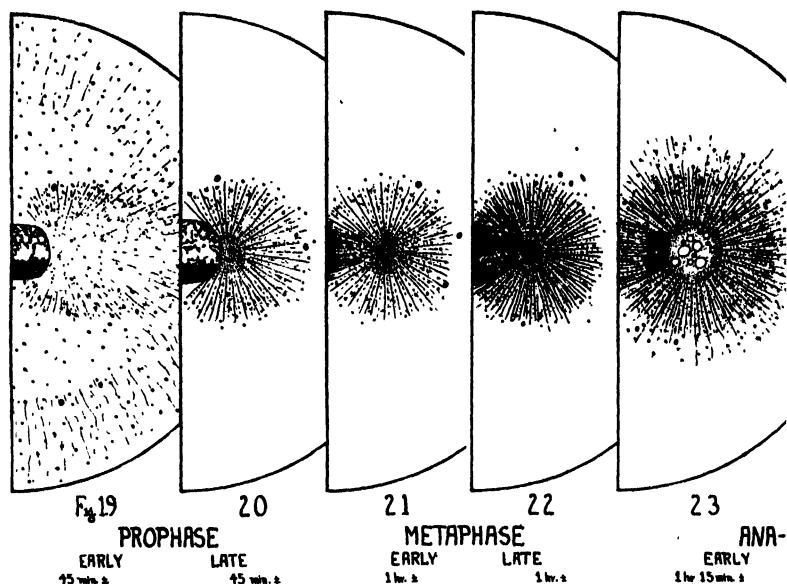 Fig 19 20 21 22 23
PROPHASE METAPHASE ANA-
EARLY LATE EARLY LATE EARLY
45 min. ± 45 min. ± 1 hr. ± 1 hr. ± 1 hr 15 min. ±